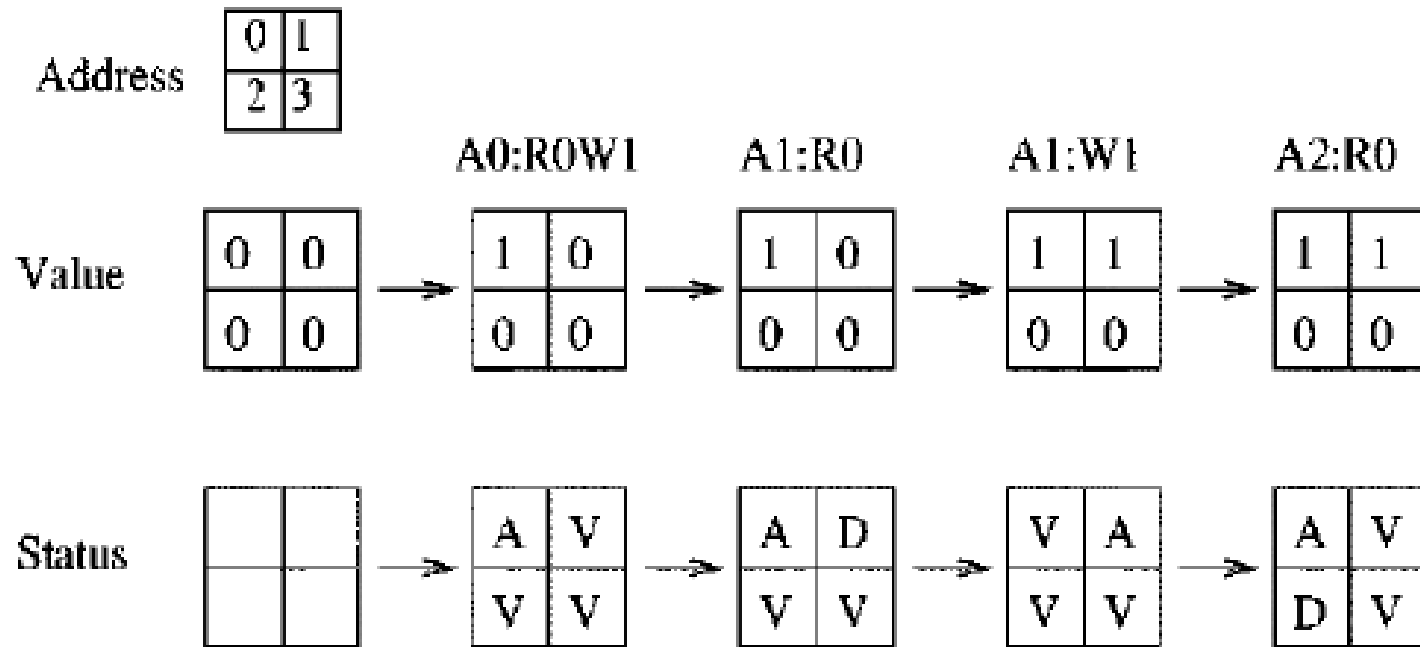 0 1
Address
2 3
A0:R0W1 A1:R0 A1:W1 A2:R0
0 0 1 0 1 0 1 1 1 1
Value
0 0 0 0 0 0 0 0 0 0
A V A D V A A V
Status
V V V V V V D V